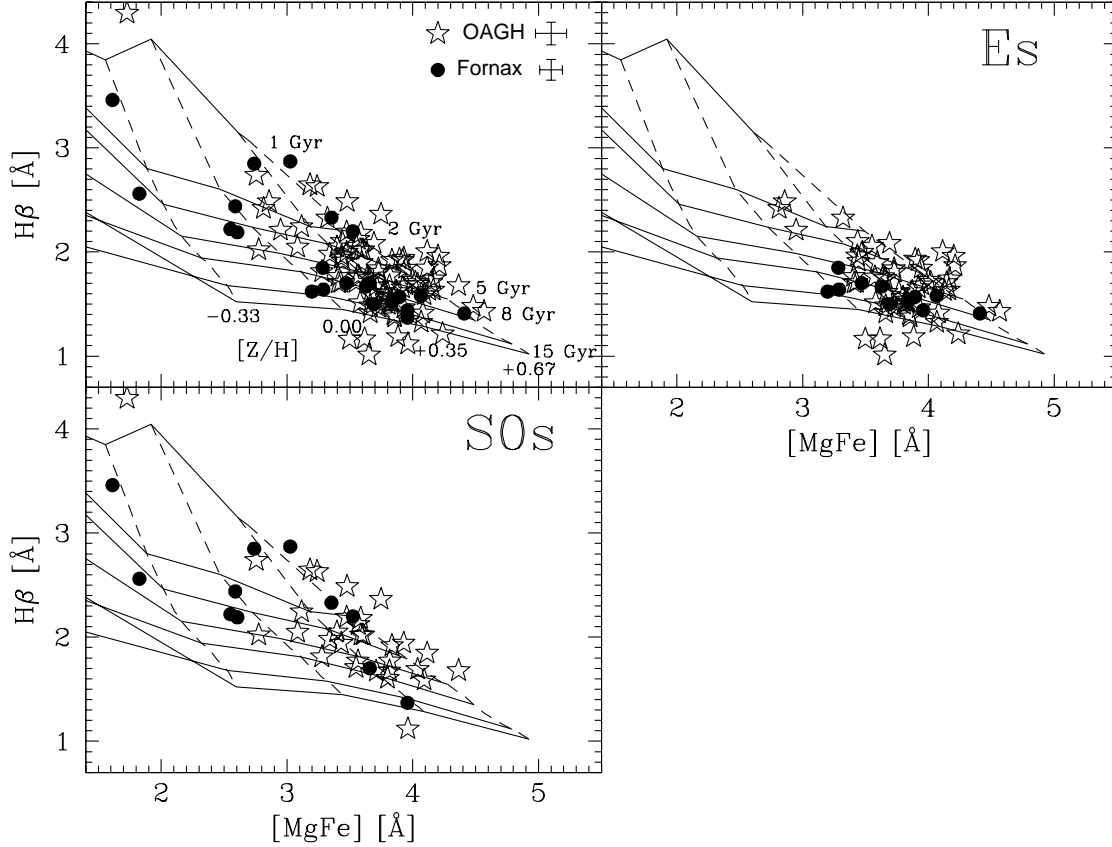 OAGH
Fornax
Es
4
3
2
1
Hβ [Å]
1 Gyr
2 Gyr
5 Gyr
8 Gyr
15 Gyr
−0.33
0.00
+0.35
+0.67
[Z/H]
2
3
4
5
[MgFe] [Å]
S0s
4
3
2
1
Hβ [Å]
2
3
4
5
[MgFe] [Å]